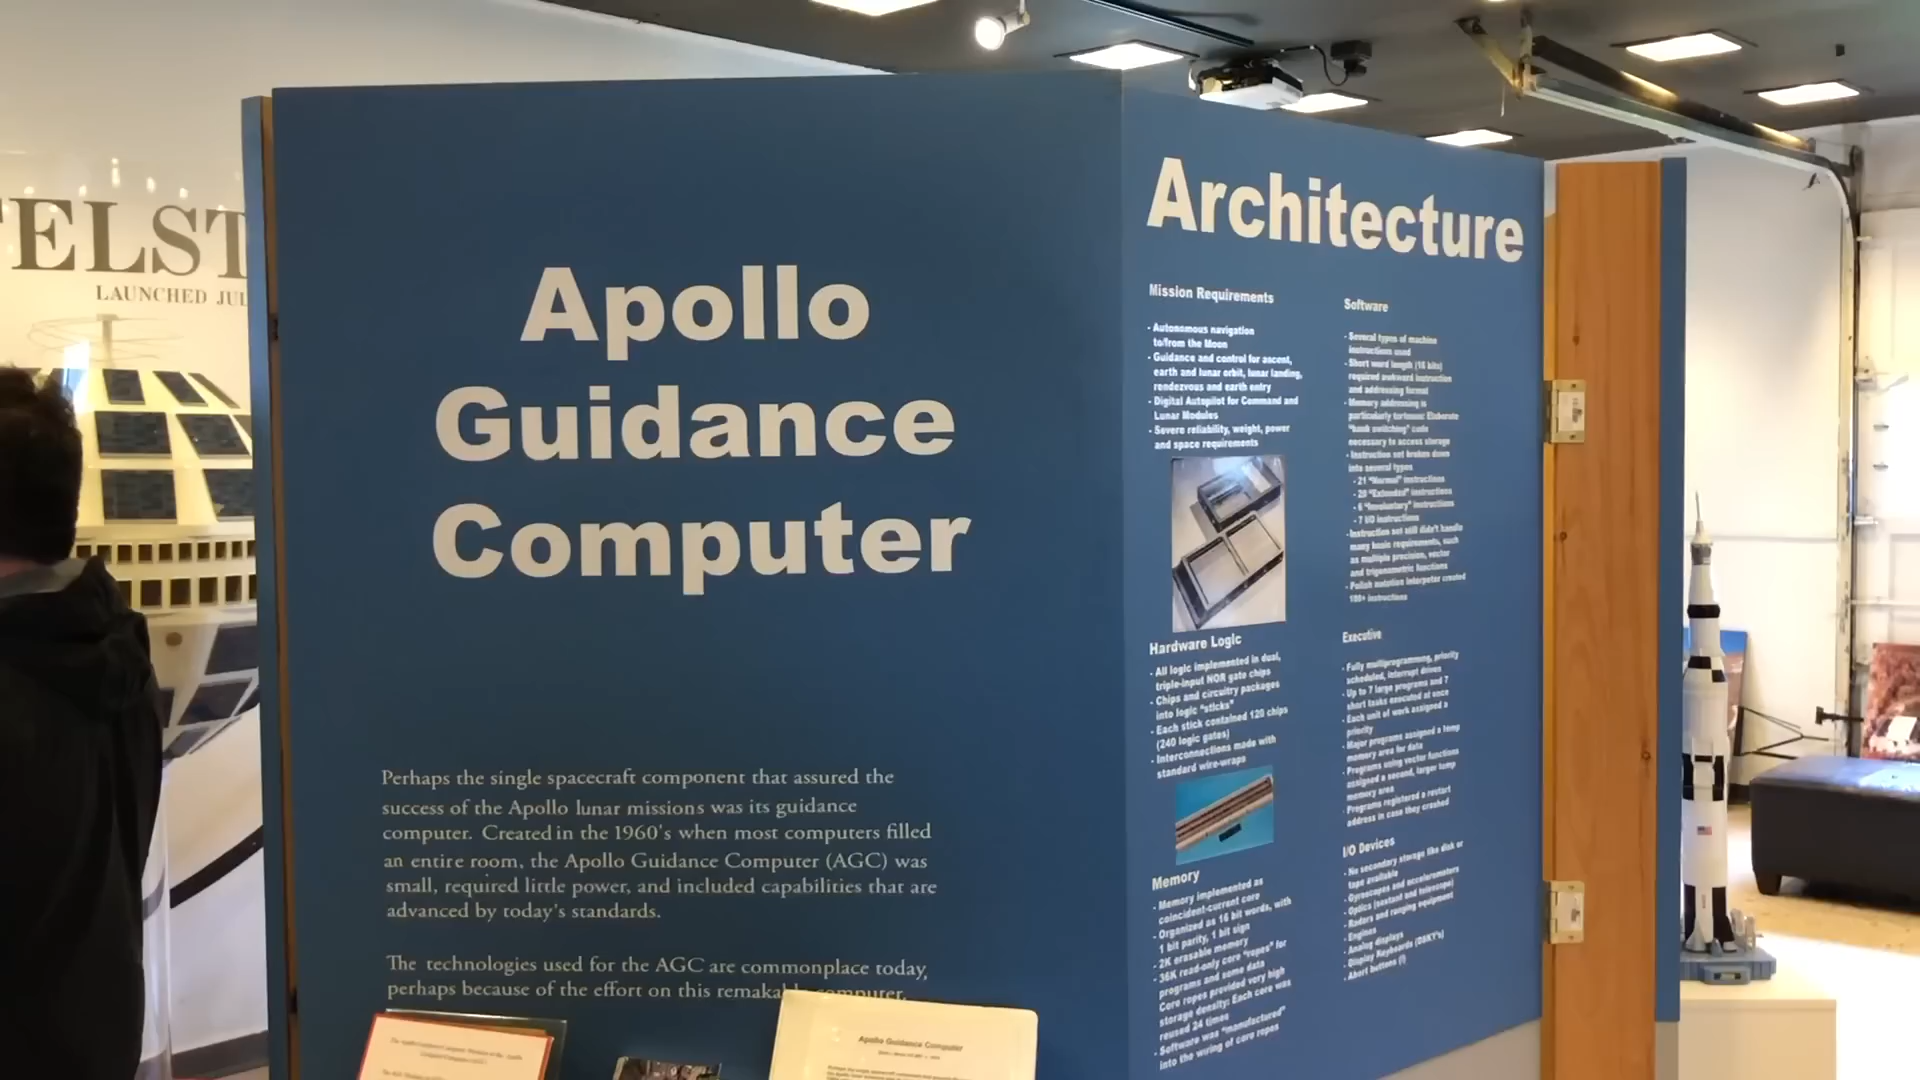 TELST
LAUNCHED JUL
Apollo
Guidance
Computer
Perhaps the single spacecraft component that assured the
success of the Apollo lunar missions was its guidance
computer. Created in the 1960's when most computers filled
an entire room, the Apollo Guidance Computer (AGC) was
small, required little power, and included capabilities that are
advanced by today's standards.
The technologies used for the AGC are commonplace today,
perhaps because of the effort on this remakable computer.
Apollo Guidance Computer
Architecture
Mission Requirements
- Autonomous navigation
to/from the Moon
- Guidance and control for ascent,
earth and lunar orbit, lunar landing,
rendezvous and earth entry
- Digital Autopilot for Command and
Lunar Modules
- Severe reliability, weight, power
and space requirements
Hardware Logic
- All logic implemented in dual,
triple-input NOR gate chips
- Chips and circuitry packages
into logic "sticks"
- Each stick contained 120 chips
(240 logic gates)
- Interconnections made with
standard wire-wraps
Memory
- Memory implemented as
coincident-current core
- Organized as 16 bit words, with
1 bit parity, 1 bit sign
- 2K erasable memory
- 36K read-only core "ropes" for
programs and some data
Core ropes provided very high
storage density: Each core was
reused 24 times
- Software was "manufactured"
into the wiring of core ropes
Software
- Several types of machine
instructions used
- Short word length (16 bits)
required awkward instruction
and addressing format
- Memory addressing is
particularly tortuous: Elaborate
"bank switching" code
necessary to access storage
- Instruction set broken down
into several types
- 21 "Normal" instructions
- 20 "Extended" instructions
- 6 "Involuntary" instructions
- 7 I/O instructions
- Instruction set still didn't handle
many basic requirements, such
as multiple precision, vector
and trigonometric functions
- Polish notation interpeter created
100+ instructions
Executive
- Fully multiprogramming, priority
scheduled, interrupt driven
- Up to 7 large programs and 7
short tasks executed at once
- Each unit of work assigned a
priority
- Major programs assigned a temp
memory area for data
- Programs using vector functions
assigned a second, larger temp
memory area
- Programs registered a restart
address in case they crashed
I/O Devices
- No secondary storage like disk or
tape available
- Gyroscopes and accelerometers
- Optics (sextant and telescope)
- Radars and ranging equipment
- Engines
- Analog displays
- Display Keyboards (DSKY's)
- Abort buttons (!)